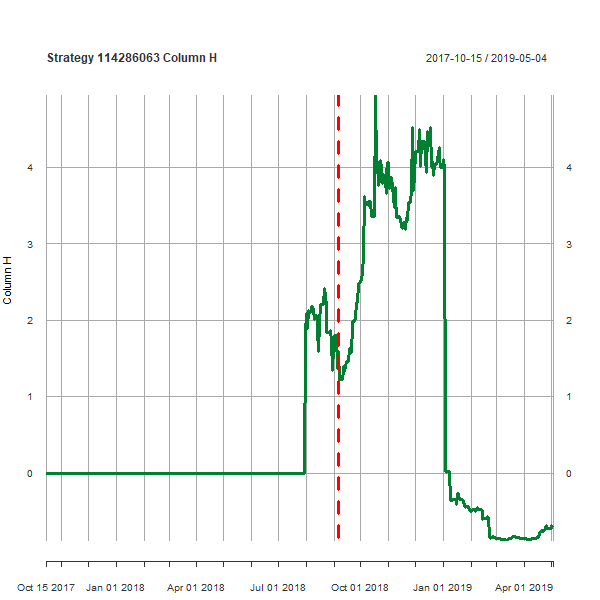 Strategy 114286063 Column H
2017-10-15 / 2019-05-04
4
4
3
3
2
2
1
1
0
0
Column H
Oct 15 2017
Jan 01 2018
Apr 01 2018
Jul 01 2018
Oct 01 2018
Jan 01 2019
Apr 01 2019